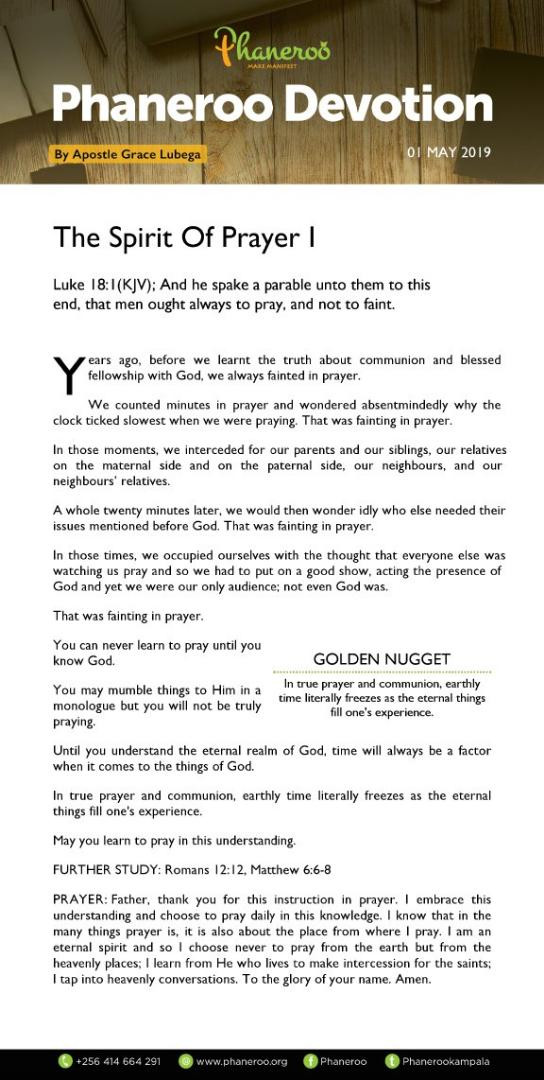 Phaneroo
MAKE MANIFEST
Phaneroo Devotion
By Apostle Grace Lubega
01 MAY 2019
The Spirit Of Prayer I
Luke 18:1(KJV); And he spake a parable unto them to this
end, that men ought always to pray, and not to faint.
Years ago, before we learnt the truth about communion and blessed
fellowship with God, we always fainted in prayer.
We counted minutes in prayer and wondered absentmindedly why the
clock ticked slowest when we were praying. That was fainting in prayer.
In those moments, we interceded for our parents and our siblings, our relatives
on the maternal side and on the paternal side, our neighbours, and our
neighbours' relatives.
A whole twenty minutes later, we would then wonder idly who else needed their
issues mentioned before God. That was fainting in prayer.
In those times, we occupied ourselves with the thought that everyone else was
watching us pray and so we had to put on a good show, acting the presence of
God and yet we were our only audience; not even God was.
That was fainting in prayer.
You can never learn to pray until you
know God.
You may mumble things to Him in a
monologue but you will not be truly
praying.
GOLDEN NUGGET
In true prayer and communion, earthly
time literally freezes as the eternal things
fill one's experience.
Until you understand the eternal realm of God, time will always be a factor
when it comes to the things of God.
In true prayer and communion, earthly time literally freezes as the eternal
things fill one's experience.
May you learn to pray in this understanding.
FURTHER STUDY: Romans 12:12, Matthew 6:6-8
PRAYER: Father, thank you for this instruction in prayer. I embrace this
understanding and choose to pray daily in this knowledge. I know that in the
many things prayer is, it is also about the place from where I pray. I am an
eternal spirit and so I choose never to pray from the earth but from the
heavenly places; I learn from He who lives to make intercession for the saints;
I tap into heavenly conversations. To the glory of your name. Amen.
+256 414 664 291
www.phaneroo.org
Phaneroo
Phanerookampala